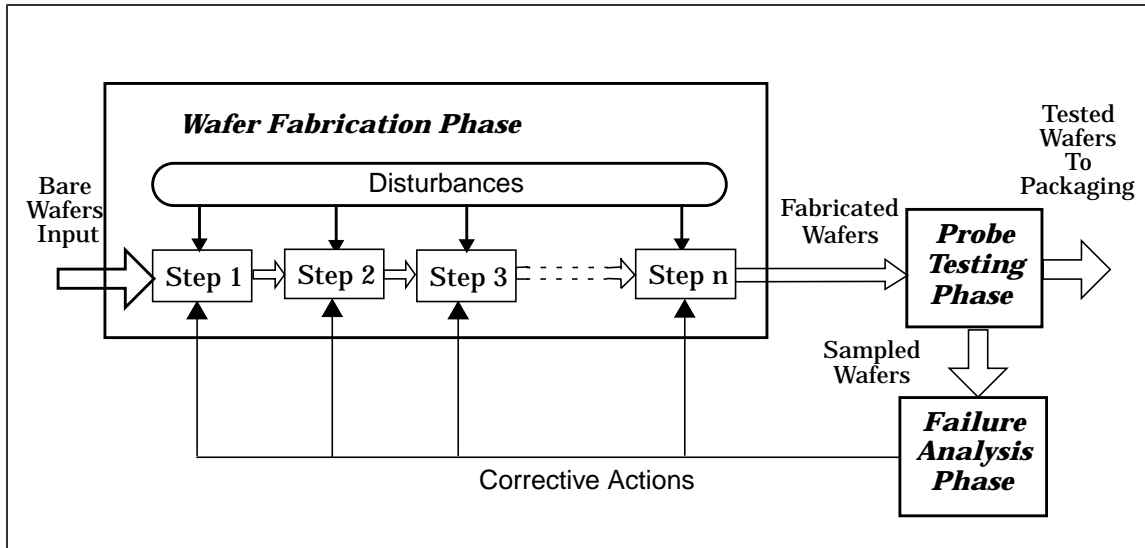 Wafer Fabrication Phase
Disturbances
Bare
Wafers
Input
Step 1
Step 2
Step 3
Step n
Fabricated
Wafers
Probe
Testing
Phase
Tested
Wafers
To
Packaging
Sampled
Wafers
Failure
Analysis
Phase
Corrective Actions